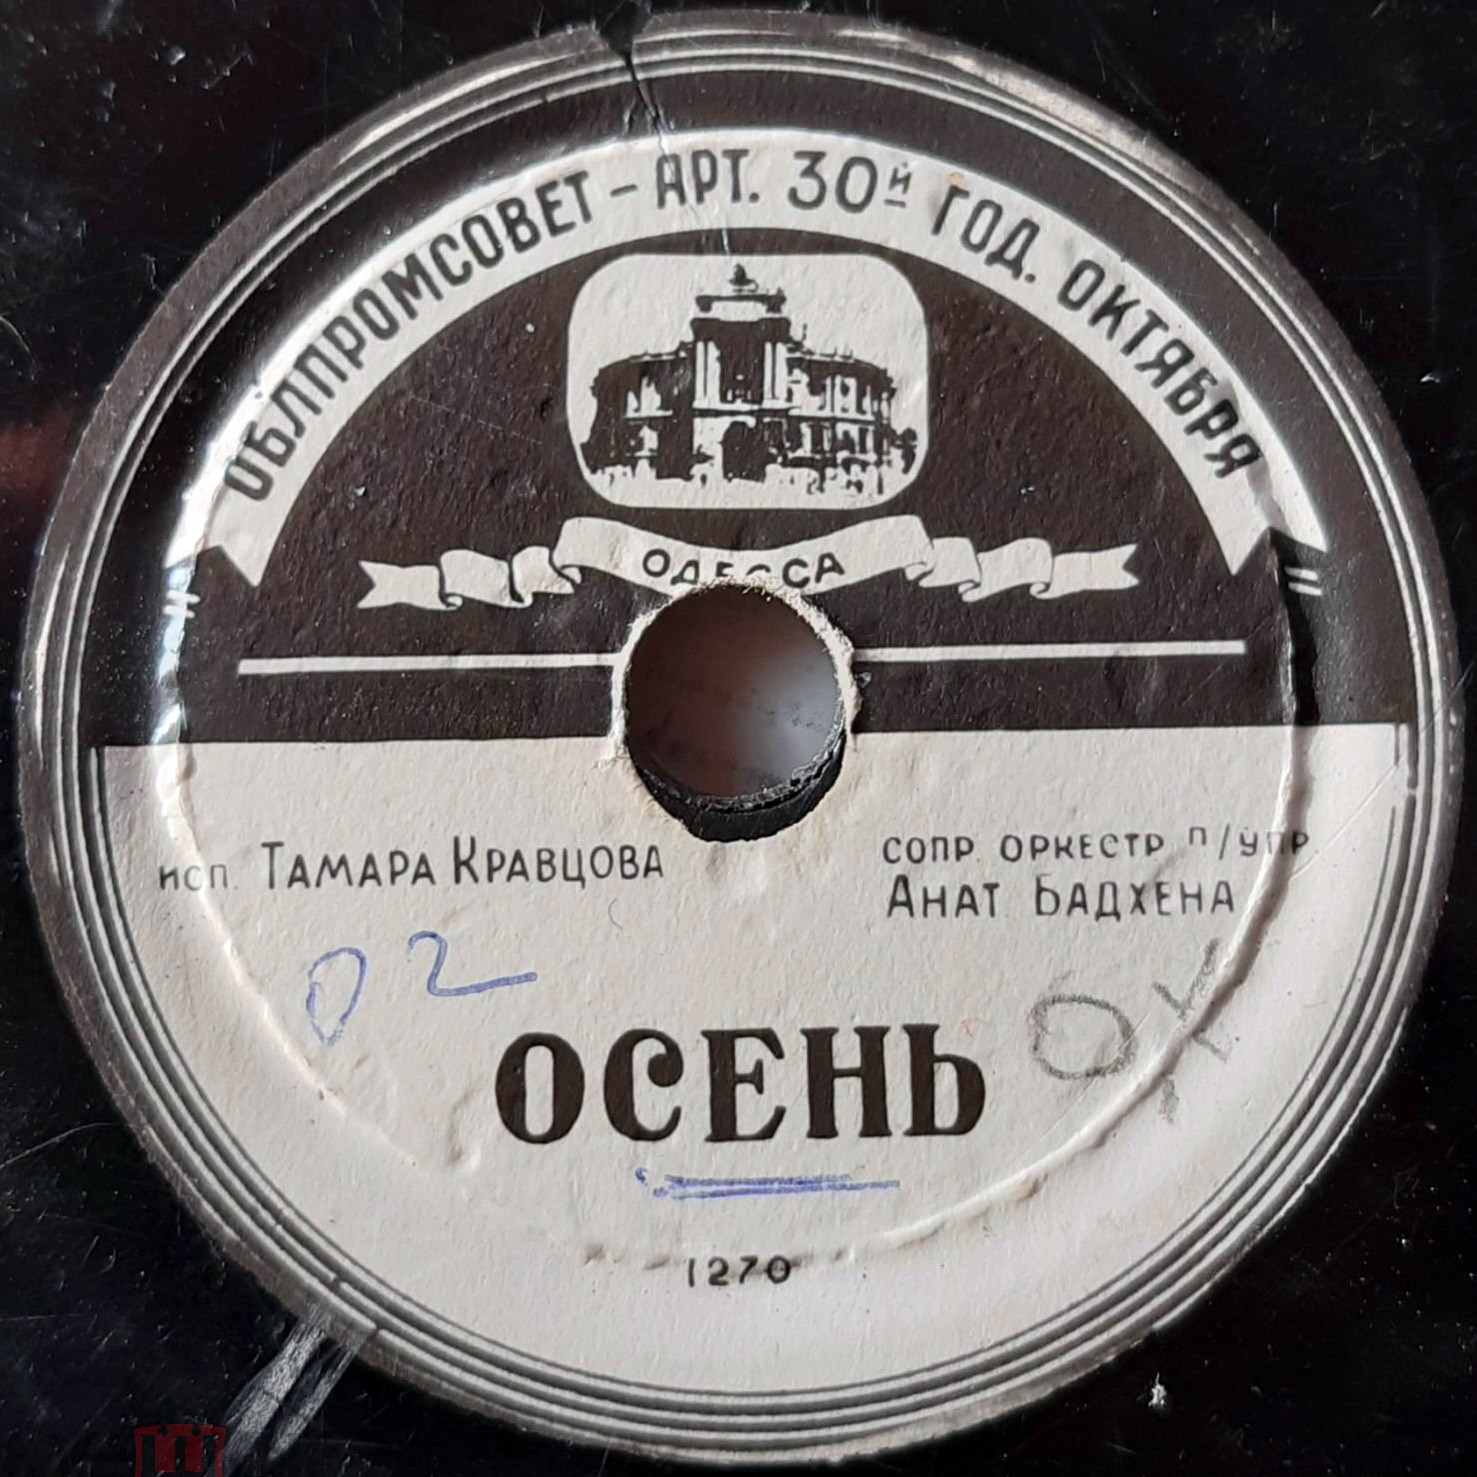 ОБЛПРОМСОВЕТ – АРТ. 30й ГОД. ОКТЯБРЯ
ОДЕССА
исп. ТАМАРА КРАВЦОВА
СОПР. ОРКЕСТР П/УПР.
АНАТ. БАДХЕНА
02
ОСЕНЬ
1270